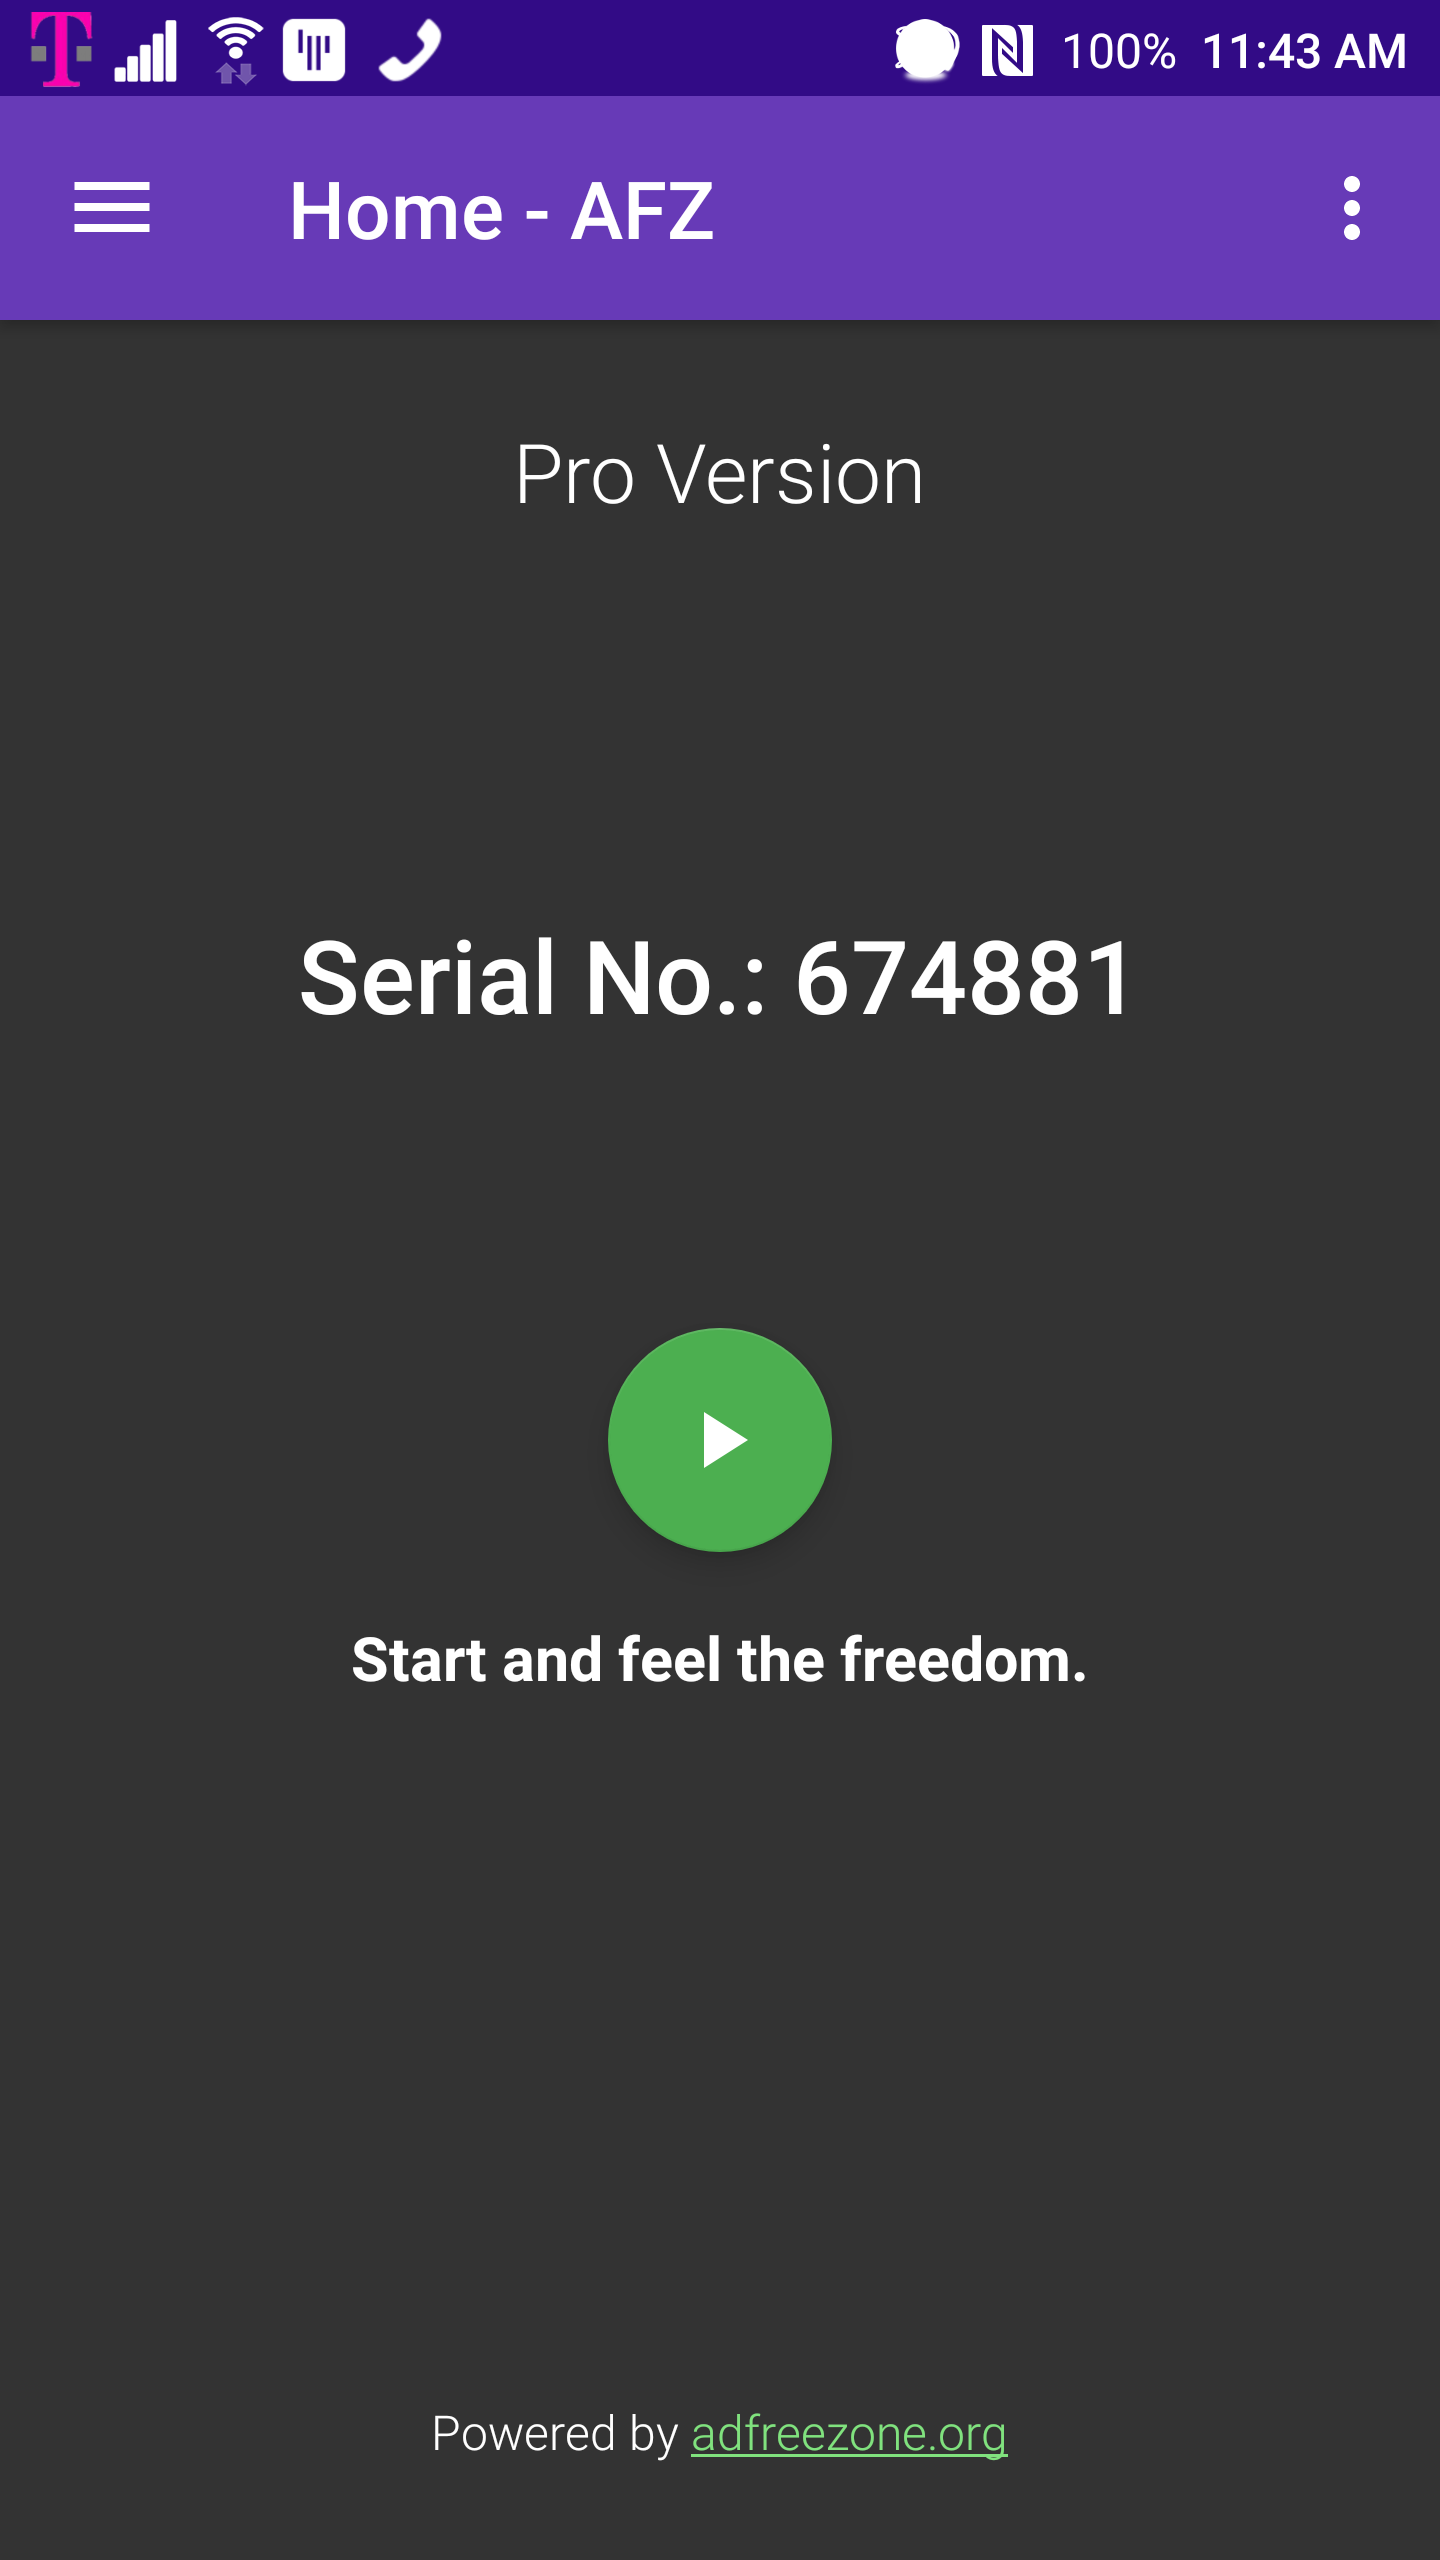 T 100% 11:43 AM
Home - AFZ
Pro Version
Serial No.: 674881
Start and feel the freedom.
Powered by adfreezone.org